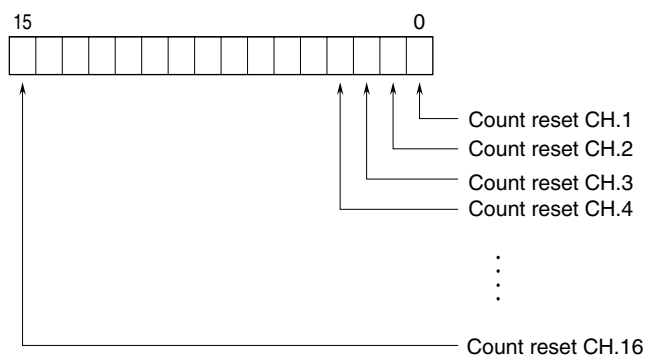 15 0
Count reset CH.1
Count reset CH.2
Count reset CH.3
Count reset CH.4
Count reset CH.16